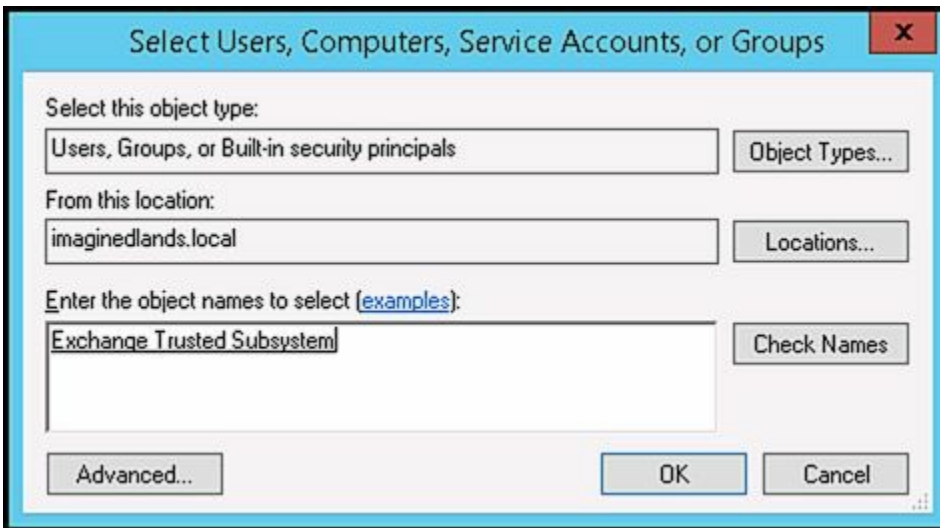 Select Users, Computers, Service Accounts, or Groups
x
Select this object type:
Users, Groups, or Built-in security principals
Object Types...
From this location:
imaginedlands.local
Locations...
Enter the object names to select (examples):
Exchange Trusted Subsystem
Check Names
Advanced...
OK
Cancel